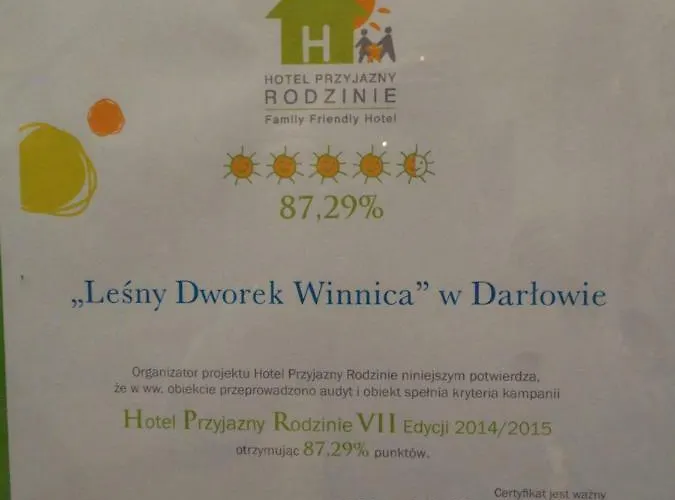 H
HOTEL PRZYJAZNY
RODZINIE
Family Friendly Hotel
87,29%
„Leśny Dworek Winnica” w Darłowie
Organizator projektu Hotel Przyjazny Rodzinie niniejszym potwierdza,
że w ww. obiekcie przeprowadzono audyt i obiekt spełnia kryteria kampanii
Hotel Przyjazny Rodzinie VII Edycji 2014/2015
otrzymując 87,29% punktów.
Certyfikat jest ważny